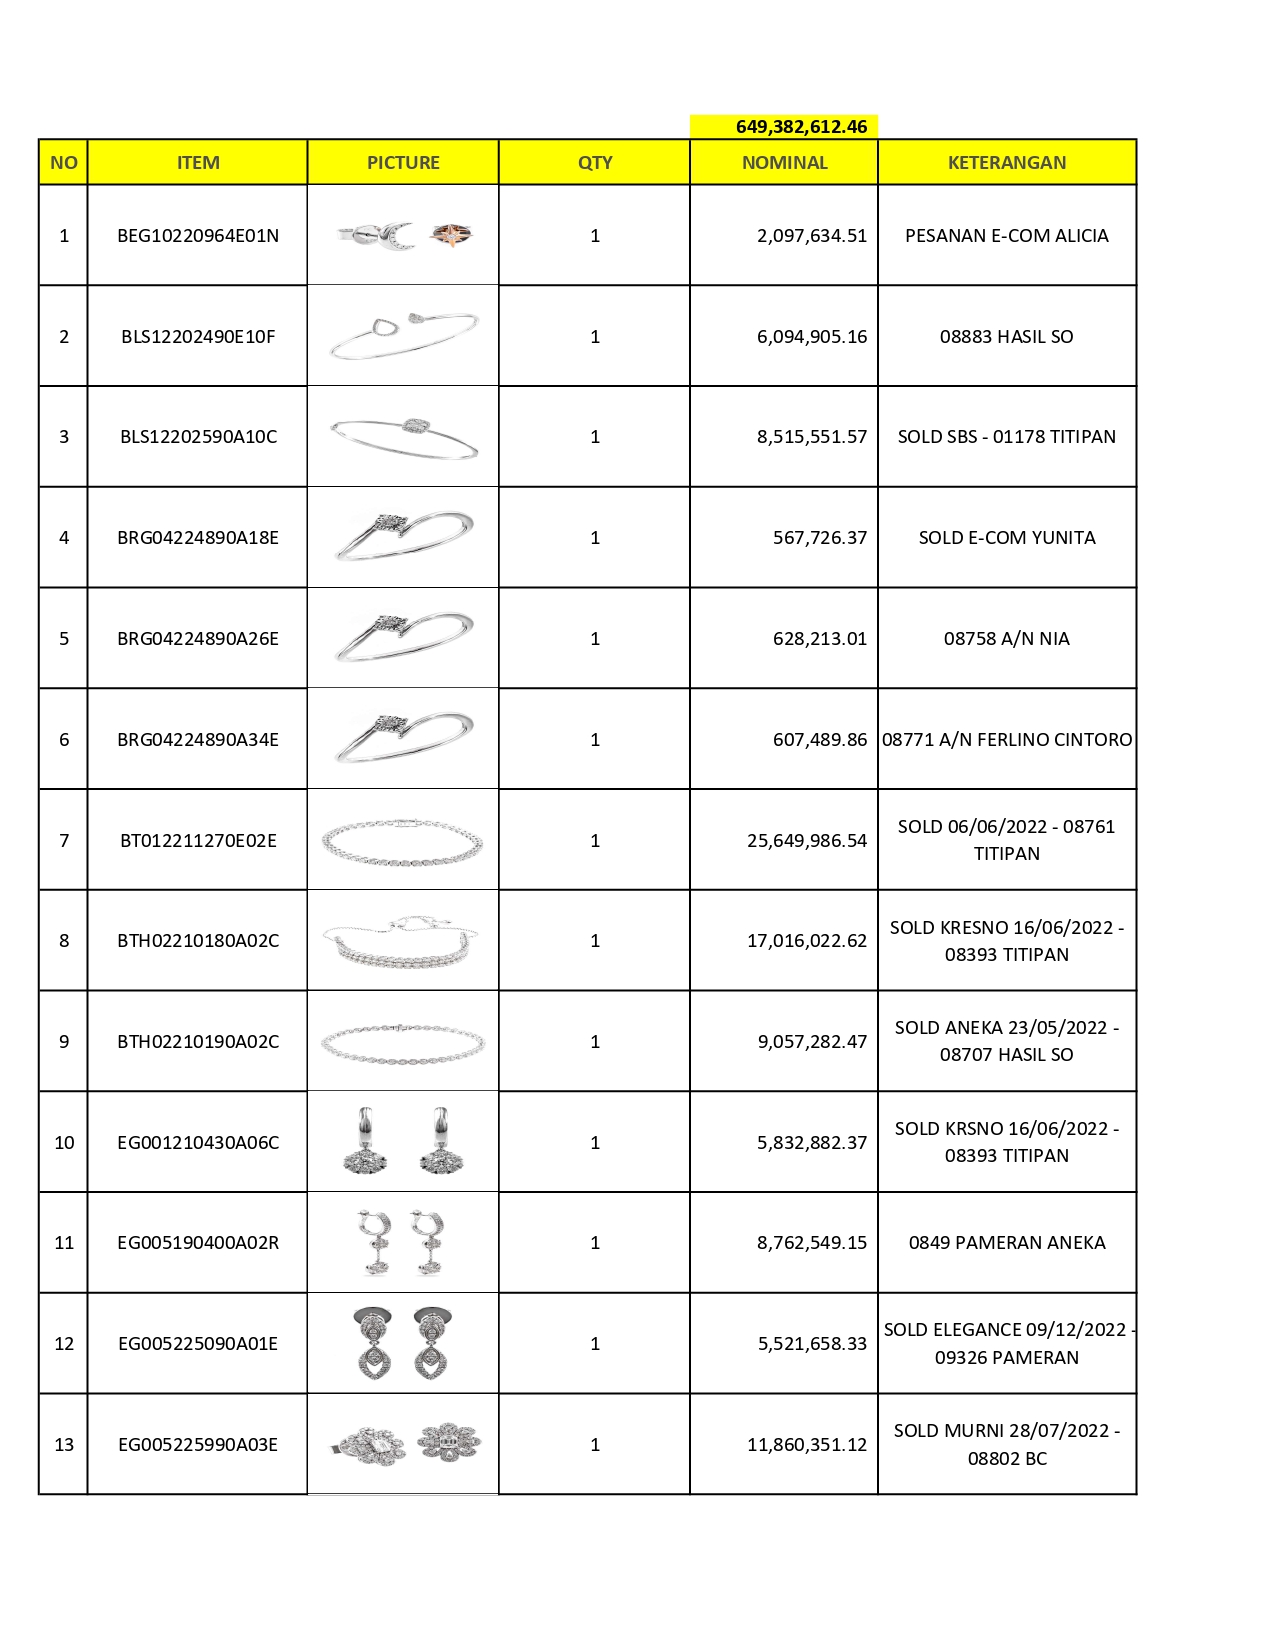 649,382,612.46
NO ITEM PICTURE QTY NOMINAL KETERANGAN
1 BEG10220964E01N 1 2,097,634.51 PESANAN E-COM ALICIA
2 BLS12202490E10F 1 6,094,905.16 08883 HASIL SO
3 BLS12202590A10C 1 8,515,551.57 SOLD SBS - 01178 TITIPAN
4 BRG04224890A18E 1 567,726.37 SOLD E-COM YUNITA
5 BRG04224890A26E 1 628,213.01 08758 A/N NIA
6 BRG04224890A34E 1 607,489.86 08771 A/N FERLINO CINTORO
7 BT012211270E02E 1 25,649,986.54 SOLD 06/06/2022 - 08761
TITIPAN
8 BTH02210180A02C 1 17,016,022.62 SOLD KRESNO 16/06/2022 -
08393 TITIPAN
9 BTH02210190A02C 1 9,057,282.47 SOLD ANEKA 23/05/2022 -
08707 HASIL SO
10 EG001210430A06C 1 5,832,882.37 SOLD KRSNO 16/06/2022 -
08393 TITIPAN
11 EG005190400A02R 1 8,762,549.15 0849 PAMERAN ANEKA
12 EG005225090A01E 1 5,521,658.33 SOLD ELEGANCE 09/12/2022 -
09326 PAMERAN
13 EG005225990A03E 1 11,860,351.12 SOLD MURNI 28/07/2022 -
08802 BC